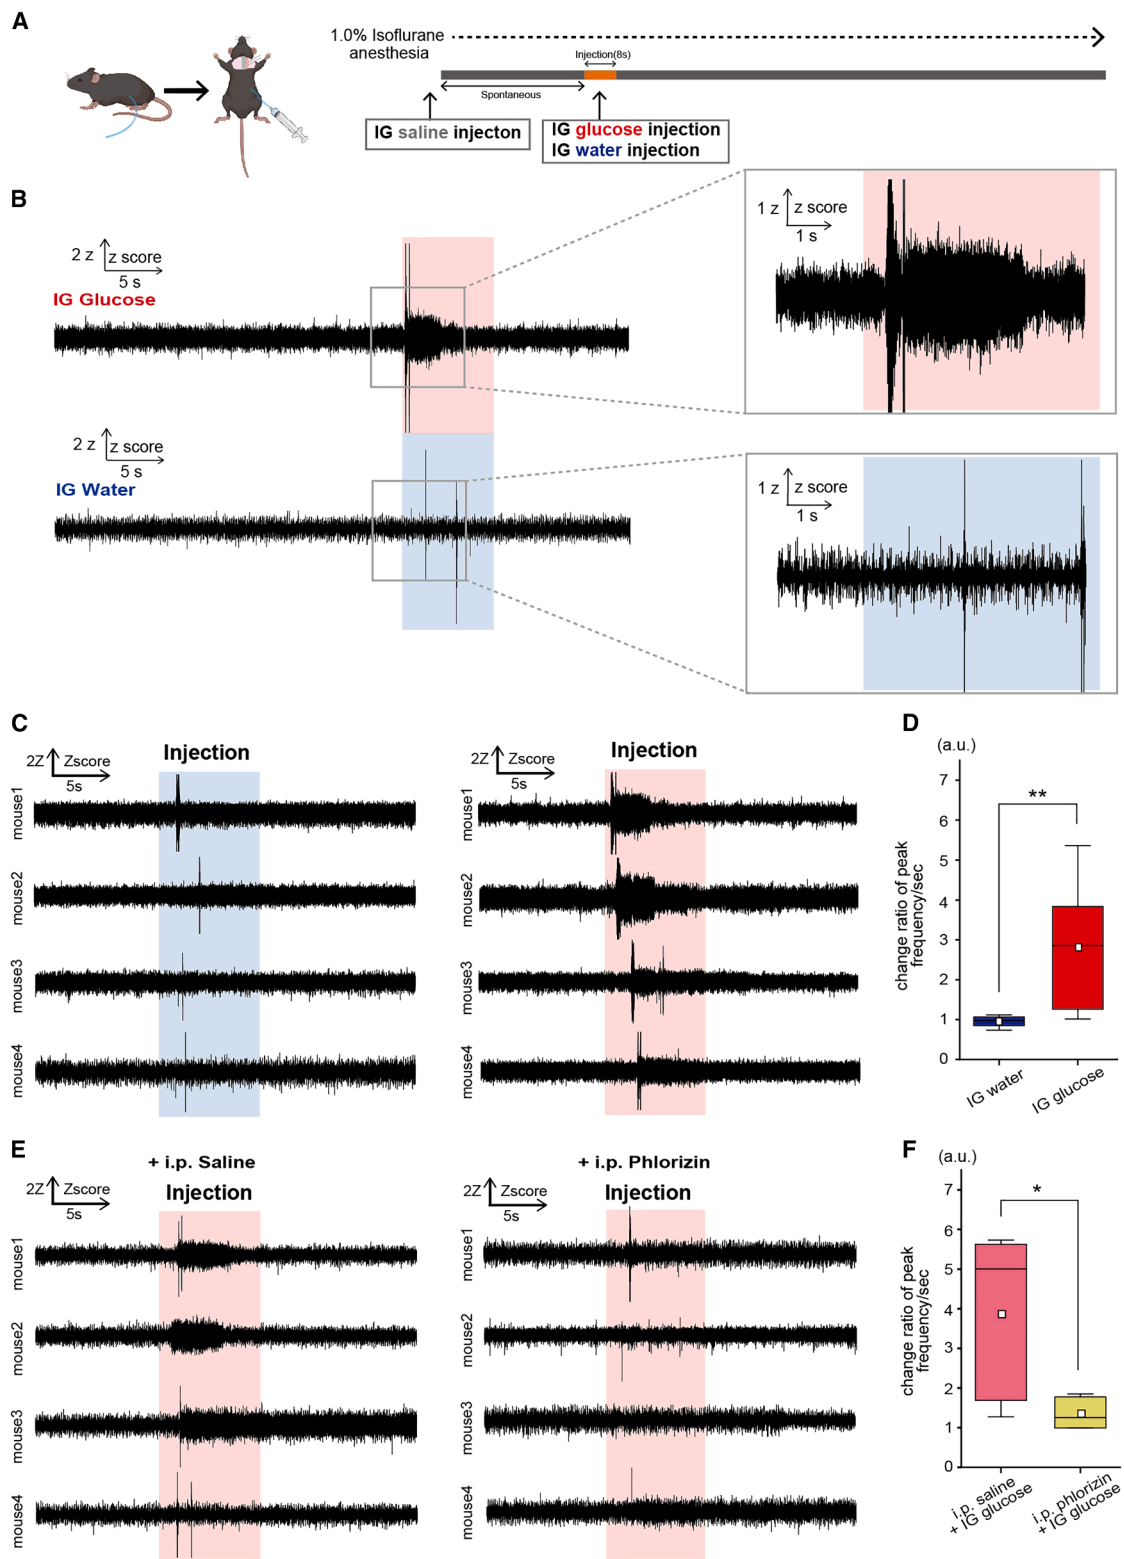 A
1.0% Isoflurane
anesthesia
Injection(8s)
Spontaneous
IG saline injecton
IG glucose injection
IG water injection
B
2 z
z score
5 s
IG Glucose
1 z
z score
1 s
2 z
z score
5 s
IG Water
1 z
z score
1 s
C
2Z
Zscore
5s
Injection
mouse1
mouse2
mouse3
mouse4
2Z
Zscore
5s
Injection
mouse1
mouse2
mouse3
mouse4
D
(a.u.)
change ratio of peak
frequency/sec
7
6
5
4
3
2
1
0
**
IG water
IG glucose
E
+ i.p. Saline
2Z
Zscore
5s
Injection
mouse1
mouse2
mouse3
mouse4
+ i.p. Phlorizin
2Z
Zscore
5s
Injection
mouse1
mouse2
mouse3
mouse4
F
(a.u.)
change ratio of peak
frequency/sec
7
6
5
4
3
2
1
0
*
i.p. saline
+ IG glucose
i.p. phlorizin
+ IG glucose